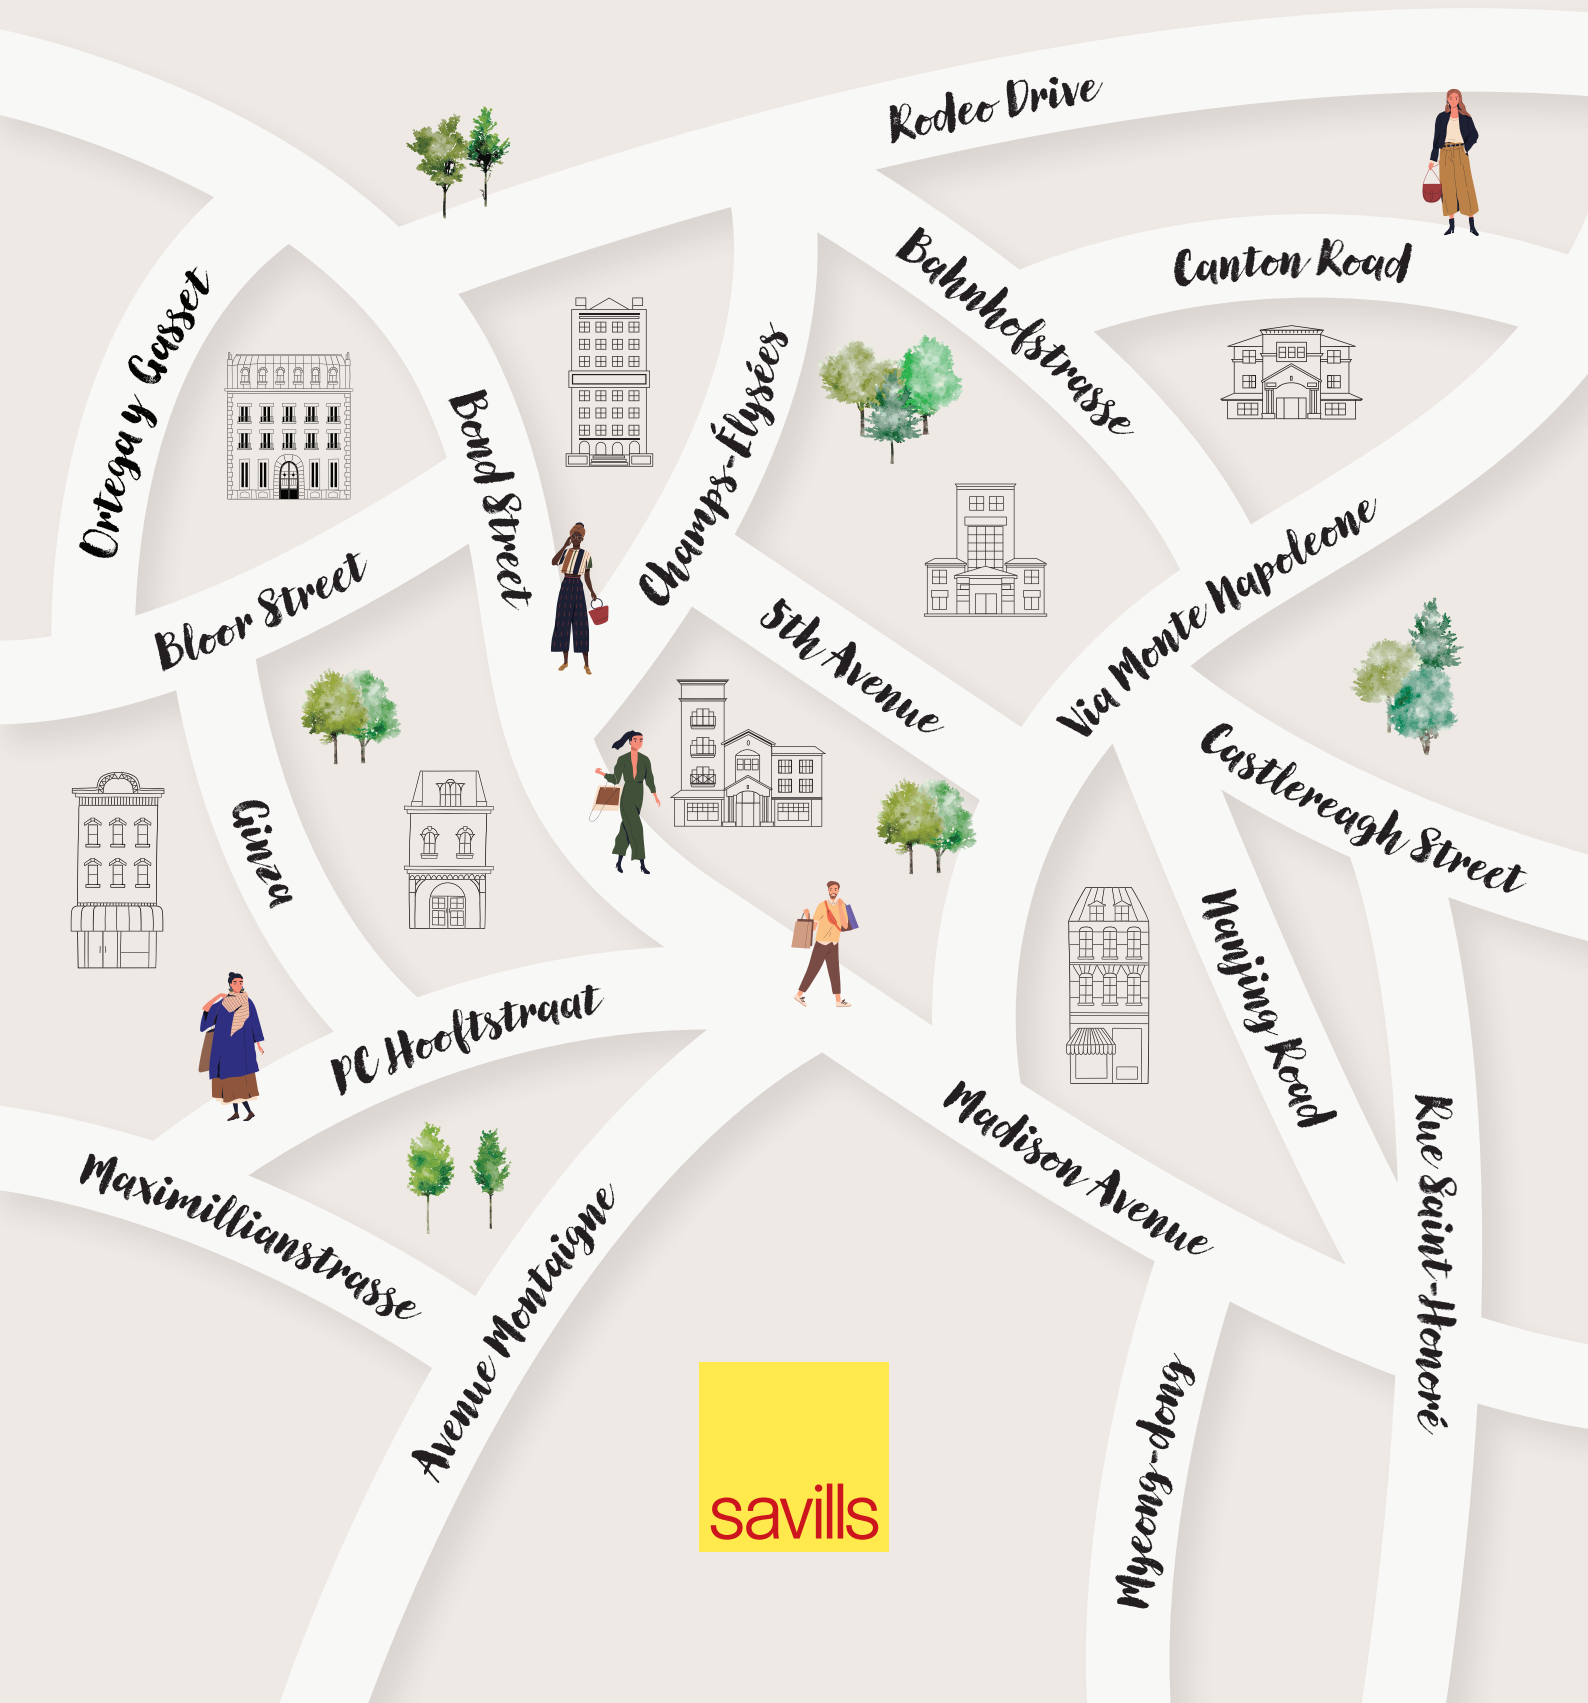 Rodeo Drive
Canton Road
Bahnhofstrasse
Ortega y Gasset
Bond Street
Champs-Élysées
Bloor Street
5th Avenue
Via Monte Napoleone
Castlereagh Street
Ginza
Nanjing Road
PC Hooftstraat
Madison Avenue
Rue Saint-Honoré
Maximillianstrasse
Avenue Montaigne
Myeong-dong
savills